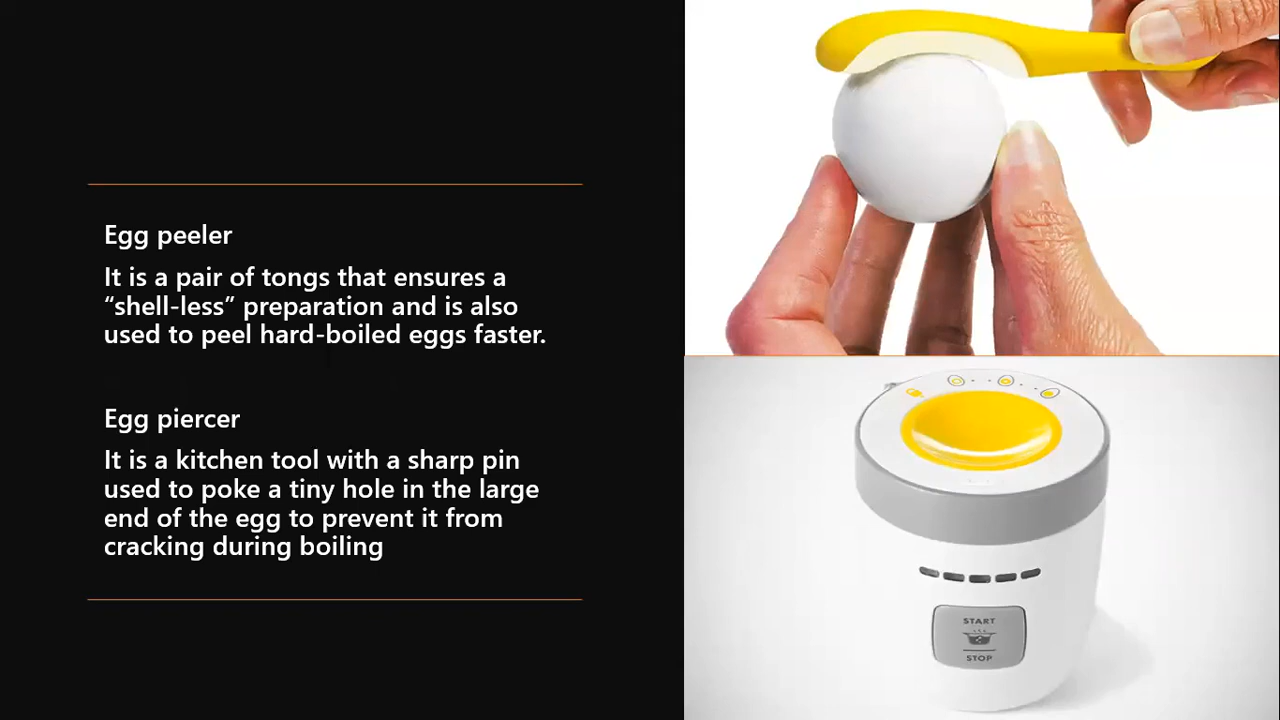 Egg peeler
It is a pair of tongs that ensures a
“shell-less” preparation and is also
used to peel hard-boiled eggs faster.
Egg piercer
It is a kitchen tool with a sharp pin
used to poke a tiny hole in the large
end of the egg to prevent it from
cracking during boiling
START
STOP